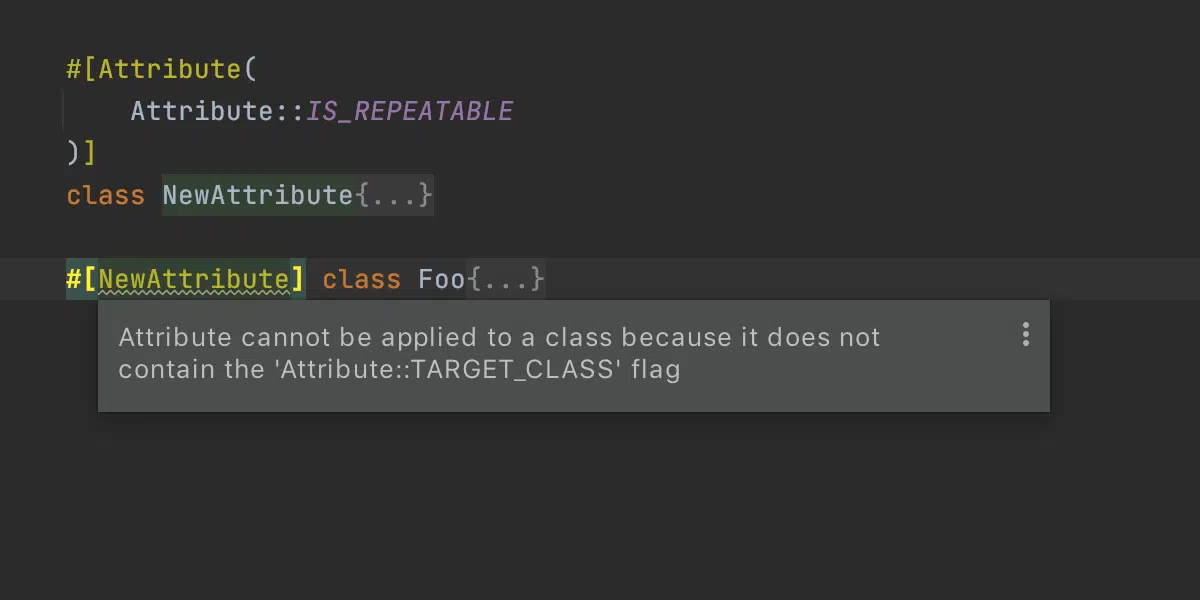 #[Attribute(
    Attribute::IS_REPEATABLE
)]
class NewAttribute{...}
#[NewAttribute] class Foo{...}
Attribute cannot be applied to a class because it does not
contain the 'Attribute::TARGET_CLASS' flag